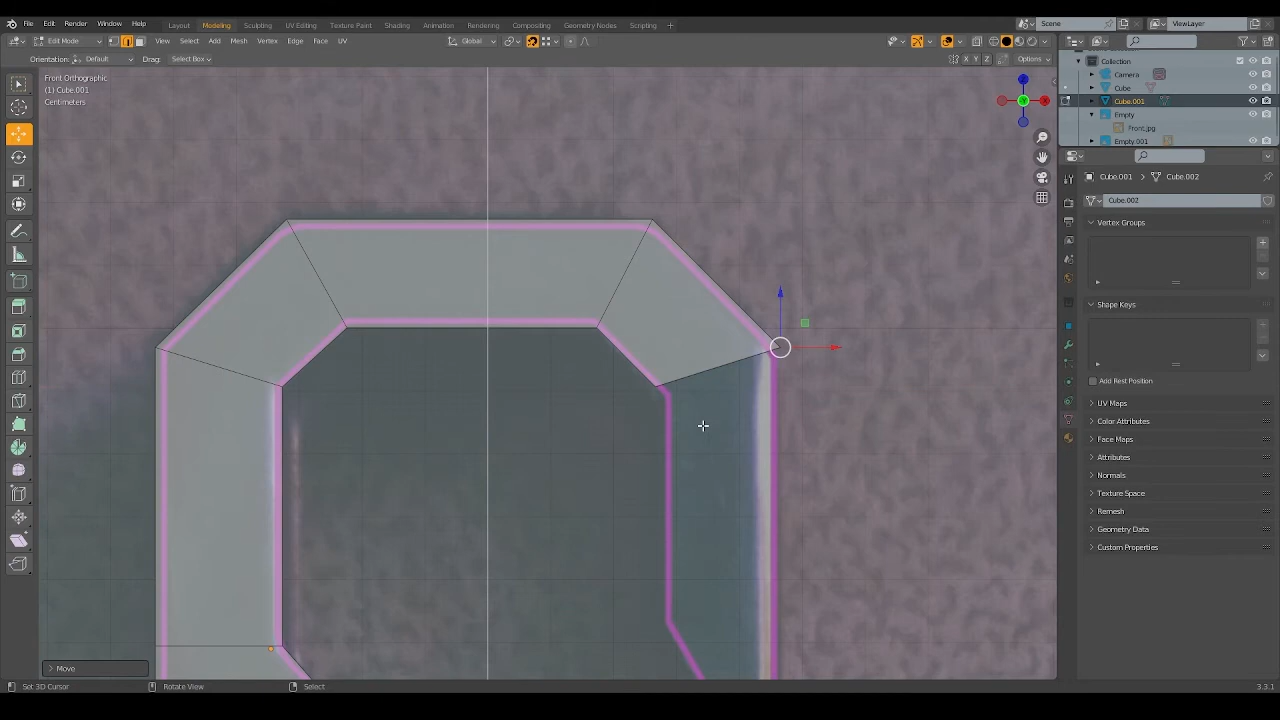 File Edit Render Window Help Layout Modeling Sculpting UV Editing Texture Paint Shading Animation Rendering Compositing Geometry Nodes Scripting + Scene ViewLayer
Edit Mode View Select Add Mesh Vertex Edge Face UV Global
Orientation: Default Drag: Select Box X Y Z Options
Front Orthographic
(1) Cube.001
Centimeters
Collection
Camera
Cube
Cube.001
Empty
Front.jpg
Empty.001
Cube.001 Cube.002
Cube.002
Vertex Groups
Shape Keys
Add Rest Position
UV Maps
Color Attributes
Face Maps
Attributes
Normals
Texture Space
Remesh
Geometry Data
Custom Properties
Move
Set 3D Cursor Rotate View Select 3.3.1